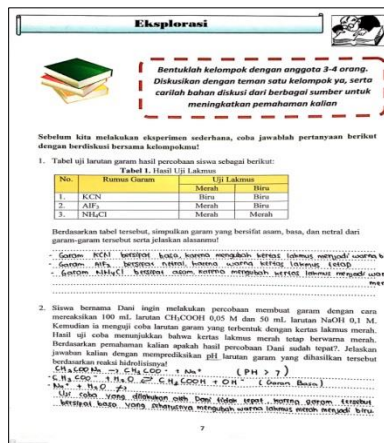 Eksplorasi
Bentuklah kelompok dengan anggota 3-4 orang.
Diskusikan dengan teman satu kelompok ya, serta
carilah bahan diskusi dari berbagai sumber untuk
meningkatkan pemahaman kalian
Sebelum kita melakukan eksperimen sederhana, coba jawablah pertanyaan berikut
dengan berdiskusi bersama kelompokmu!
1. Tabel uji larutan garam hasil percobaan siswa sebagai berikut:
Tabel 1. Hasil Uji Lakmus
No. Rumus Garam Uji Lakmus
Merah Biru
1. KCN Biru Biru
2. AlF₃ Merah Biru
3. NH₄Cl Merah Merah
Berdasarkan tabel tersebut, simpulkan garam yang bersifat asam, basa, dan netral dari
garam-garam tersebut serta jelaskan alasanmu!
- Garam KCN bersifat basa, karena mengubah kertas lakmus menjadi warna b
- Garam AlF₃ bersifat netral, karena warna kertas lakmus tetap
- Garam NH₄Cl bersifat asam, karena mengubah kertas lakmus menjadi war
mer
2. Siswa bernama Dani ingin melakukan percobaan membuat garam dengan cara
mereaksikan 100 mL larutan CH₃COOH 0,05 M dan 50 mL larutan NaOH 0,1 M.
Kemudian ia menguji coba larutan garam yang terbentuk dengan kertas lakmus merah.
Hasil uji coba menunjukkan bahwa kertas lakmus merah tetap berwarna merah.
Berdasarkan pemahaman kalian apakah hasil percobaan Dani sudah tepat? Jelaskan
jawaban kalian dengan memprediksikan pH larutan garam yang dihasilkan tersebut
berdasarkan reaksi hidrolisisnya!
CH₃COONa → CH₃COO⁻ + Na⁺ (PH > 7)
CH₃COO⁻ + H₂O ⇌ CH₃COOH + OH⁻ (Garam Basa)
Na⁺ + H₂O ↛
Uji coba yang dilakukan oleh Dani tidak tepat, karena garam tersebut
bersifat basa yang seharusnya mengubah warna lakmus merah menjadi biru.
7